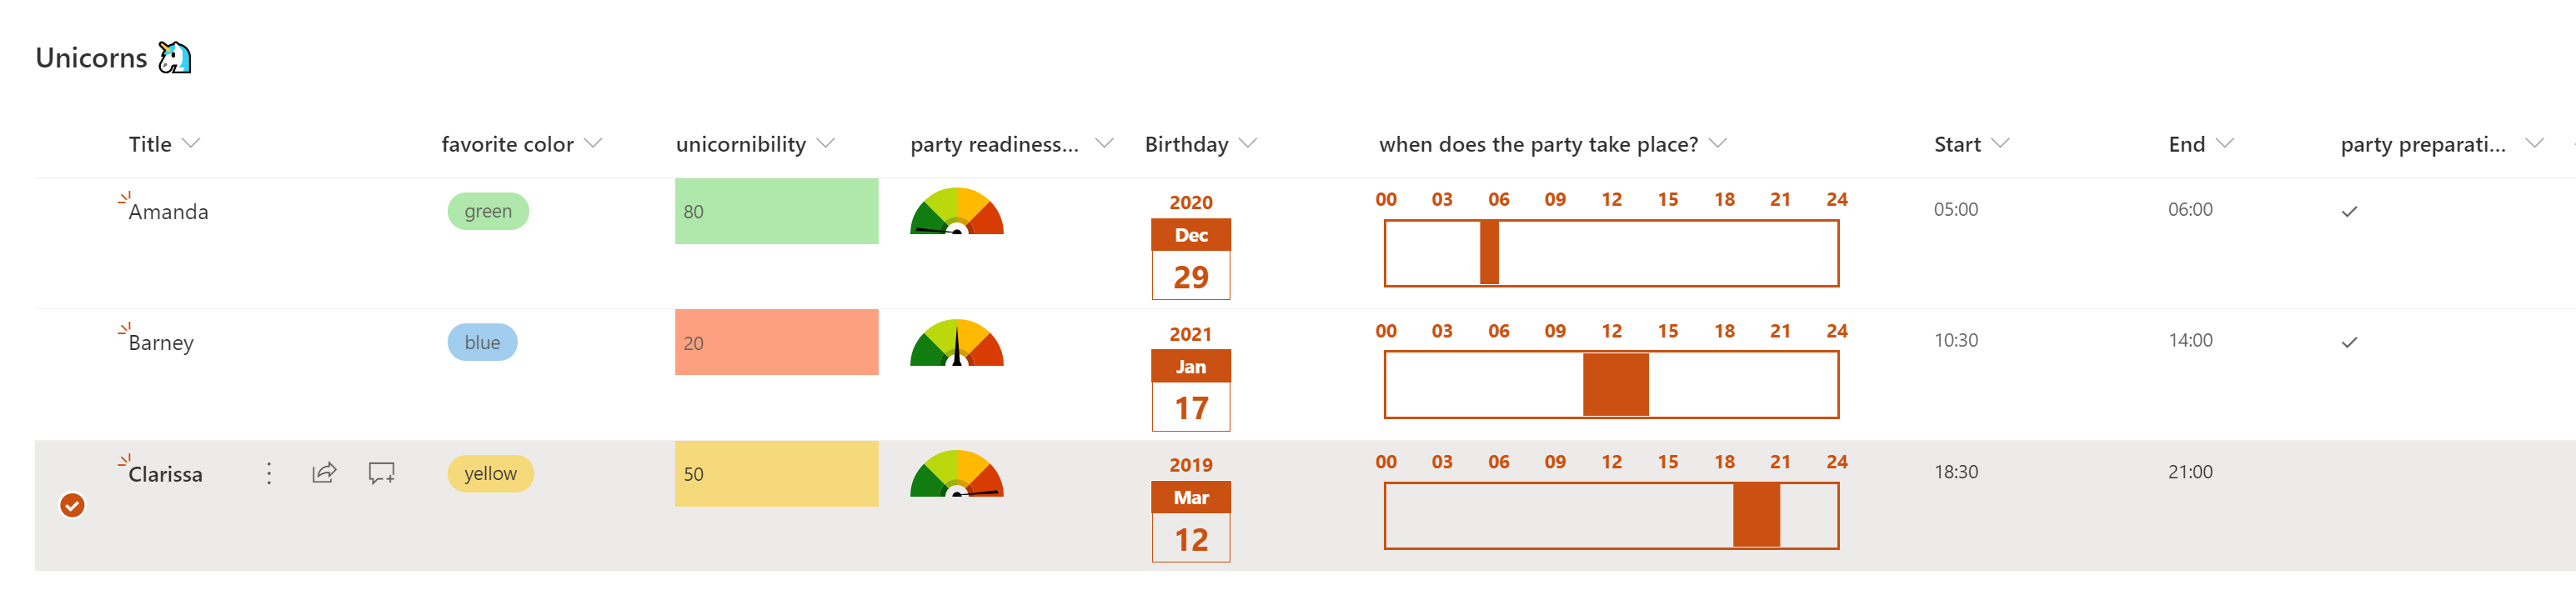 Unicorns
Title favorite color unicornibility party readiness... Birthday when does the party take place? Start End party preparati...
Amanda green 80 2020 Dec 29 00 03 06 09 12 15 18 21 24 05:00 06:00
Barney blue 20 2021 Jan 17 00 03 06 09 12 15 18 21 24 10:30 14:00
Clarissa yellow 50 2019 Mar 12 00 03 06 09 12 15 18 21 24 18:30 21:00